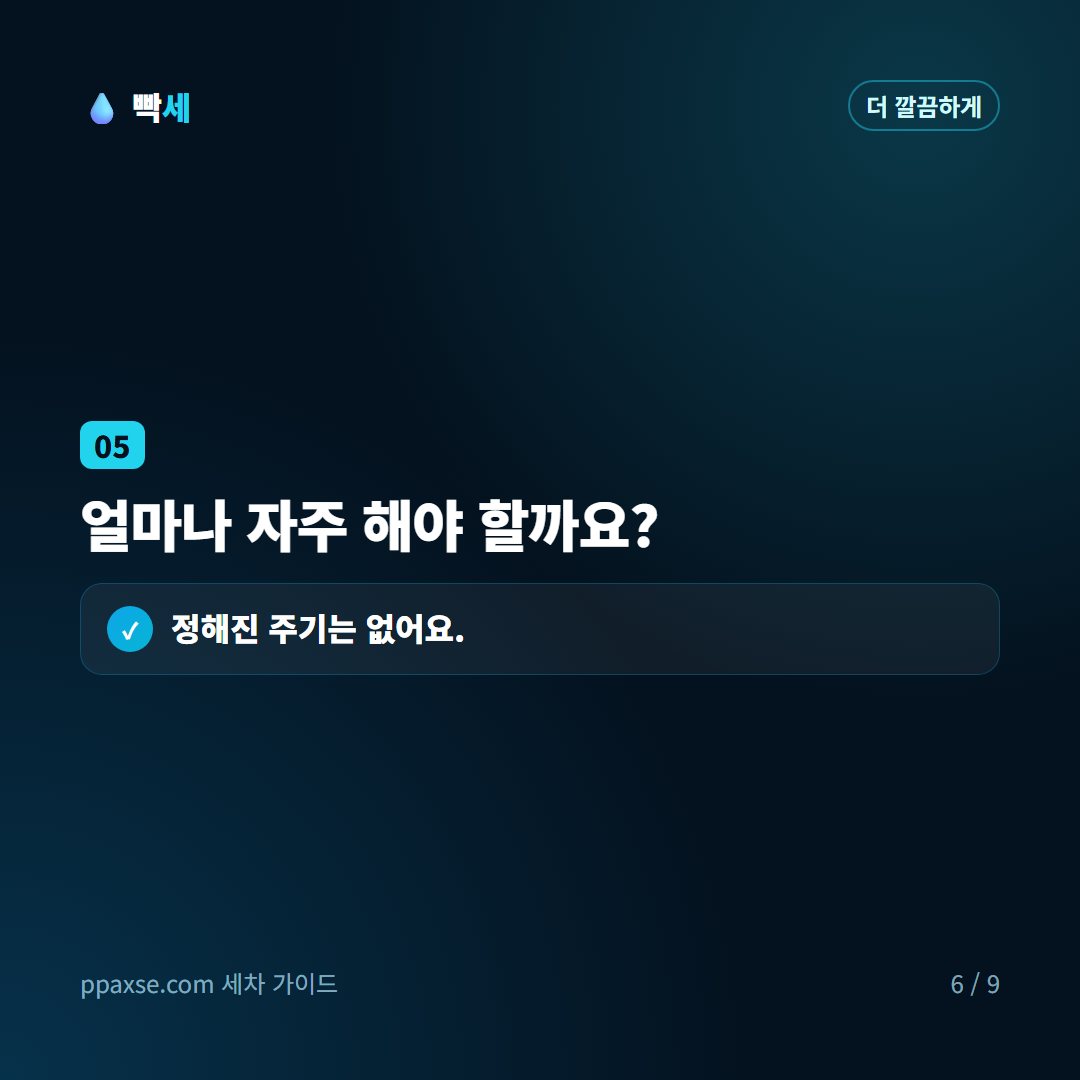 빡세
더 깔끔하게
05
얼마나 자주 해야 할까요?
✓ 정해진 주기는 없어요.
ppaxse.com 세차 가이드
6 / 9